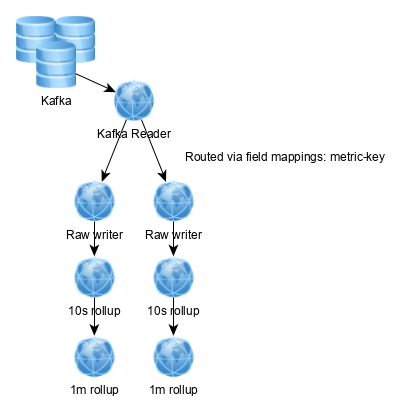 Kafka
Kafka Reader
Routed via field mappings: metric-key
Raw writer
Raw writer
10s rollup
10s rollup
1m rollup
1m rollup